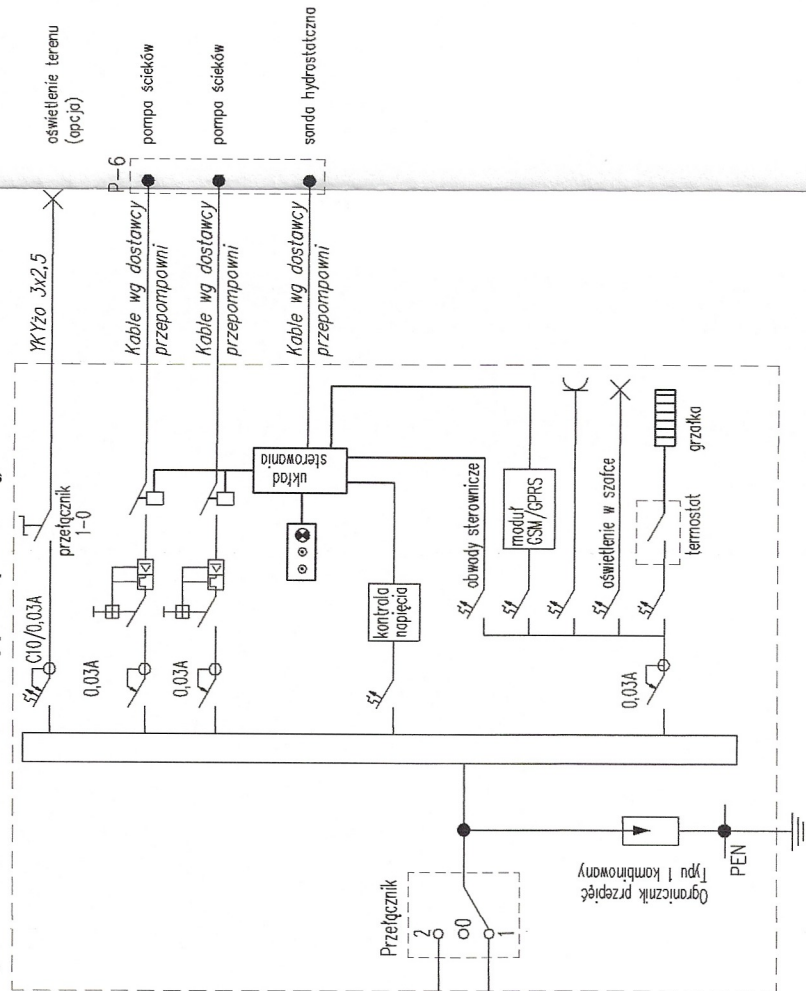 oświetlenie terenu
(opcja)
pompa ścieków
pompa ścieków
sonda hydrostatczna
P-6
YKYżo 3x2,5
Kable wg dostawcy
przepompowni
Kable wg dostawcy
przepompowni
Kable wg dostawcy
przepompowni
przełącznik
1-0
C10/0,03A
0,03A
0,03A
układ
sterowania
kontrola
napięcia
obwody sterownicze
moduł
GSM/GPRS
oświetlenie w szafce
grzałka
termostat
0,03A
Przełącznik
2
0
1
Ogranicznik przepięć
Typu 1 kombinowany
PEN